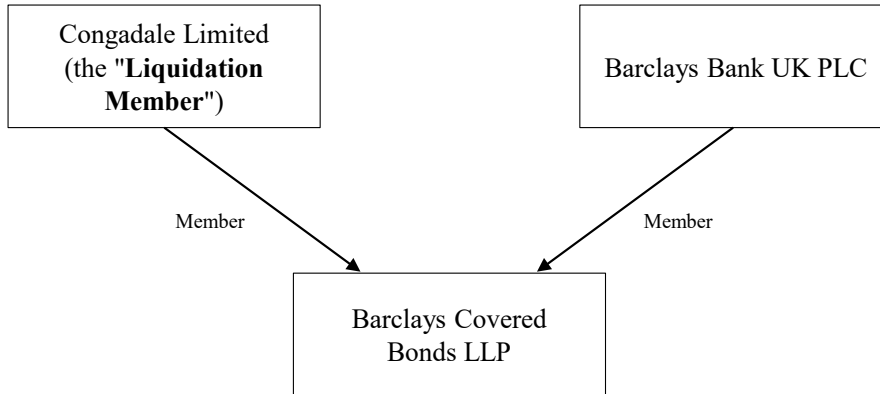 Congadale Limited
(the "Liquidation
Member")
Barclays Bank UK PLC
Member
Member
Barclays Covered
Bonds LLP